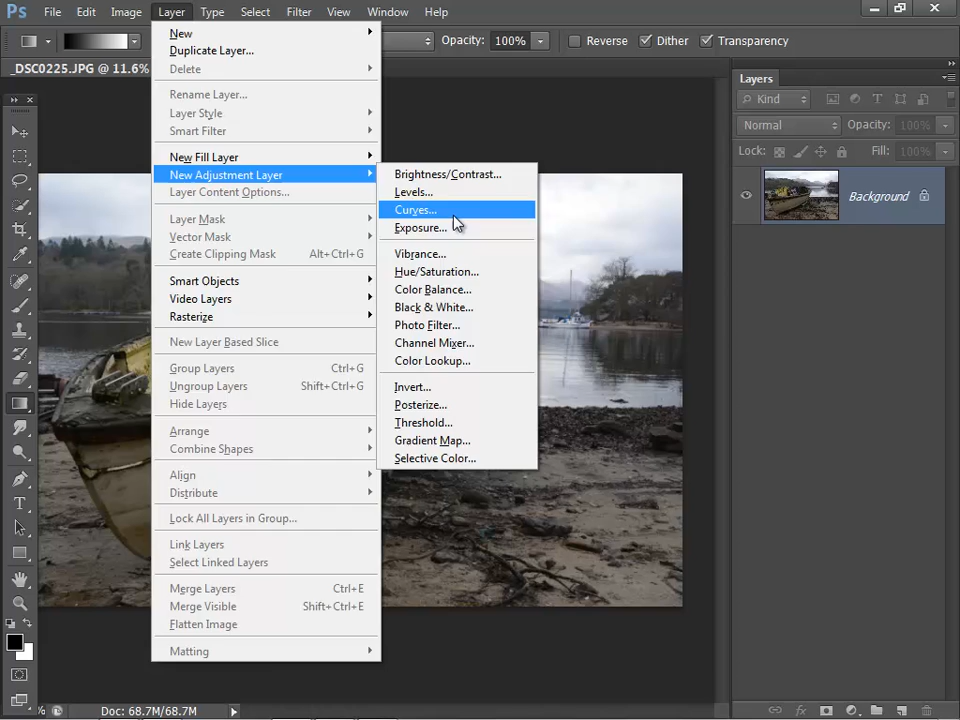 Ps File Edit Image Layer Type Select Filter View Window Help
Opacity: 100% Reverse Dither Transparency
_DSC0225.JPG @ 11.6%
New
Duplicate Layer...
Delete
Rename Layer...
Layer Style
Smart Filter
New Fill Layer
New Adjustment Layer
Layer Content Options...
Layer Mask
Vector Mask
Create Clipping Mask Alt+Ctrl+G
Smart Objects
Video Layers
Rasterize
New Layer Based Slice
Group Layers Ctrl+G
Ungroup Layers Shift+Ctrl+G
Hide Layers
Arrange
Combine Shapes
Align
Distribute
Lock All Layers in Group...
Link Layers
Select Linked Layers
Merge Layers Ctrl+E
Merge Visible Shift+Ctrl+E
Flatten Image
Matting
Brightness/Contrast...
Levels...
Curves...
Exposure...
Vibrance...
Hue/Saturation...
Color Balance...
Black & White...
Photo Filter...
Channel Mixer...
Color Lookup...
Invert...
Posterize...
Threshold...
Gradient Map...
Selective Color...
Layers
Kind
Normal Opacity: 100%
Lock: Fill: 100%
Background
% Doc: 68.7M/68.7M